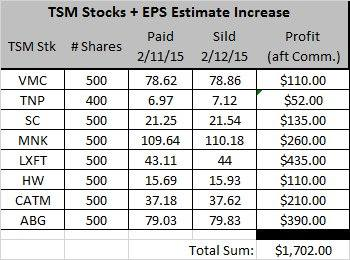 TSM Stocks + EPS Estimate Increase
TSM Stk # Shares Paid 2/11/15 Sild 2/12/15 Profit (aft Comm.)
VMC 500 78.62 78.86 $110.00
TNP 400 6.97 7.12 $52.00
SC 500 21.25 21.54 $135.00
MNK 500 109.64 110.18 $260.00
LXFT 500 43.11 44 $435.00
HW 500 15.69 15.93 $110.00
CATM 500 37.18 37.62 $210.00
ABG 500 79.03 79.83 $390.00
Total Sum: $1,702.00